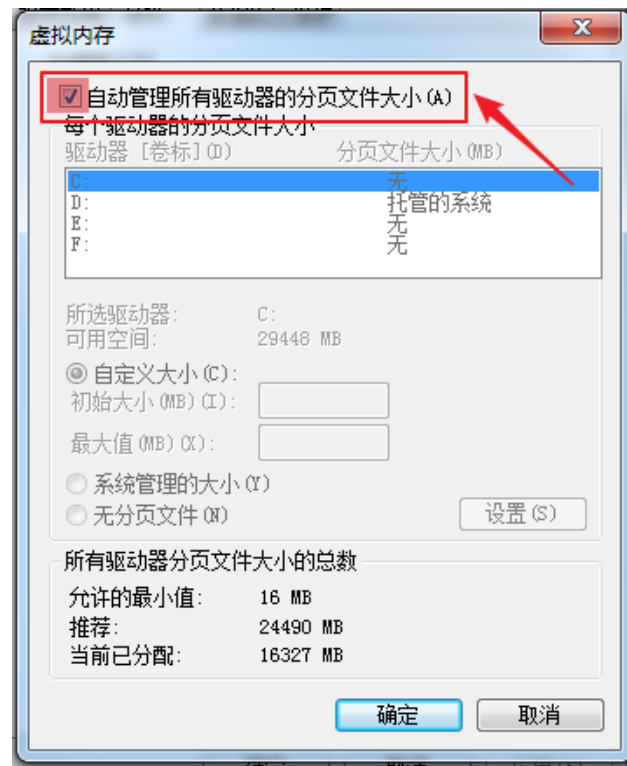 虚拟内存
自动管理所有驱动器的分页文件大小(A)
每个驱动器的分页文件大小
驱动器 [卷标](D) 分页文件大小(MB)
C: 无
D: 托管的系统
E: 无
F: 无
所选驱动器: C:
可用空间: 29448 MB
自定义大小(C):
初始大小(MB)(I):
最大值(MB)(X):
系统管理的大小(Y)
无分页文件(N) 设置(S)
所有驱动器分页文件大小的总数
允许的最小值: 16 MB
推荐: 24490 MB
当前已分配: 16327 MB
确定 取消